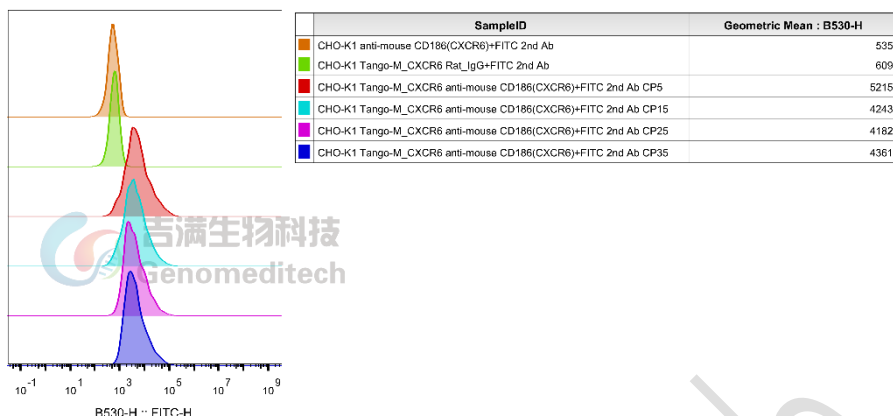 SampleID Geometric Mean : B530-H
CHO-K1 anti-mouse CD186(CXCR6)+FITC 2nd Ab 535
CHO-K1 Tango-M_CXCR6 Rat_IgG+FITC 2nd Ab 609
CHO-K1 Tango-M_CXCR6 anti-mouse CD186(CXCR6)+FITC 2nd Ab CP5 5215
CHO-K1 Tango-M_CXCR6 anti-mouse CD186(CXCR6)+FITC 2nd Ab CP15 4243
CHO-K1 Tango-M_CXCR6 anti-mouse CD186(CXCR6)+FITC 2nd Ab CP25 4182
CHO-K1 Tango-M_CXCR6 anti-mouse CD186(CXCR6)+FITC 2nd Ab CP35 4361
吉满生物科技
Genomeditech
10^-1 10^1 10^3 10^5 10^7 10^9
B530-H :: FITC-H